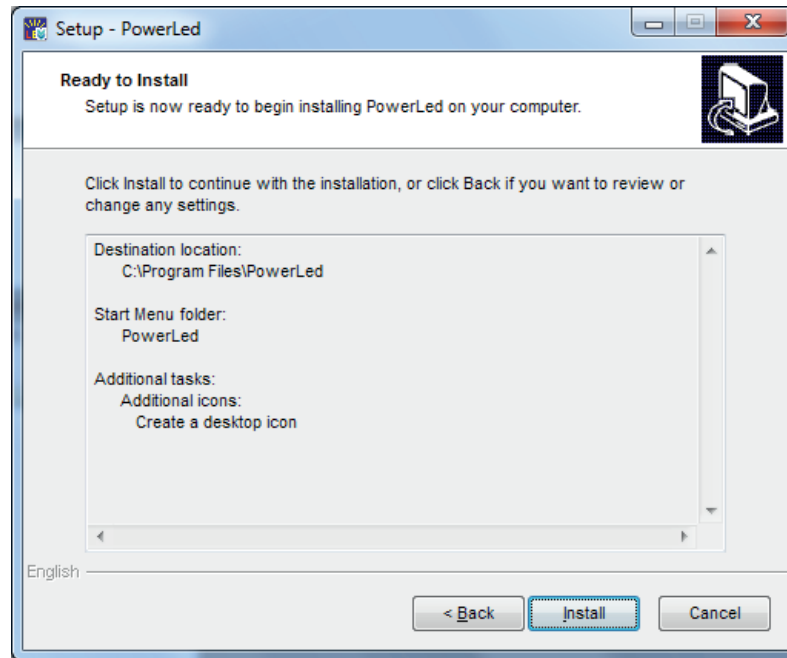 Setup - PowerLed
Ready to Install
Setup is now ready to begin installing PowerLed on your computer.
Click Install to continue with the installation, or click Back if you want to review or
change any settings.
Destination location:
C:\Program Files\PowerLed
Start Menu folder:
PowerLed
Additional tasks:
Additional icons:
Create a desktop icon
English
< Back Install Cancel